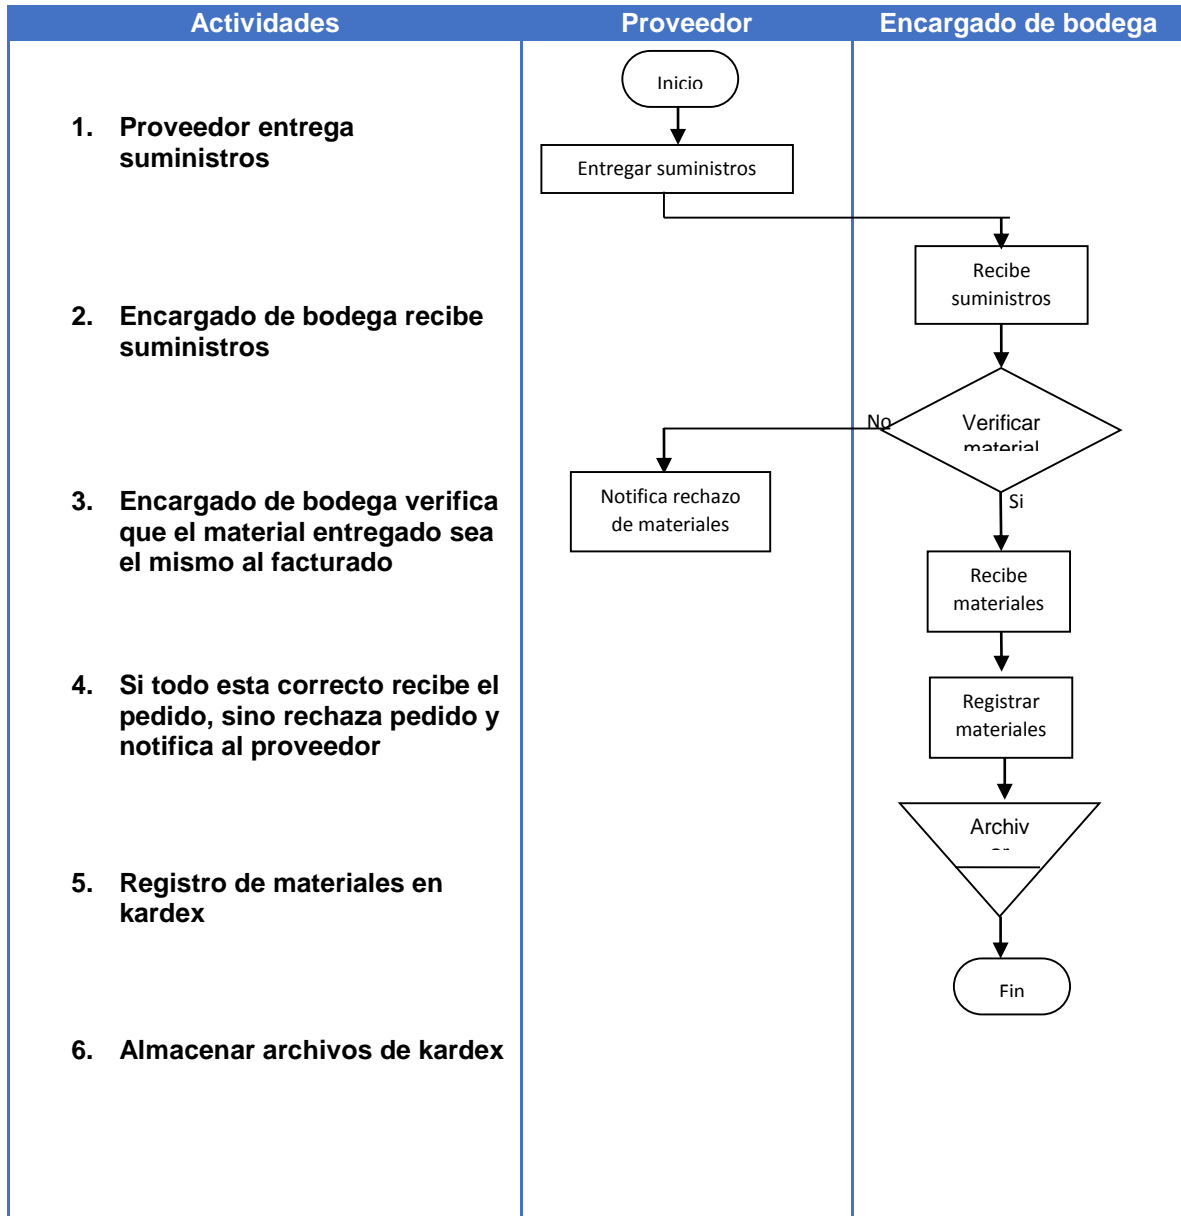 Actividades Proveedor Encargado de bodega
Inicio
1. Proveedor entrega
suministros
Entregar suministros
Recibe
suministros
2. Encargado de bodega recibe
suministros
No
Verificar
material
Si
Notifica rechazo
de materiales
3. Encargado de bodega verifica
que el material entregado sea
el mismo al facturado
Recibe
materiales
4. Si todo esta correcto recibe el
pedido, sino rechaza pedido y
notifica al proveedor
Registrar
materiales
Archiv
ar
5. Registro de materiales en
kardex
Fin
6. Almacenar archivos de kardex